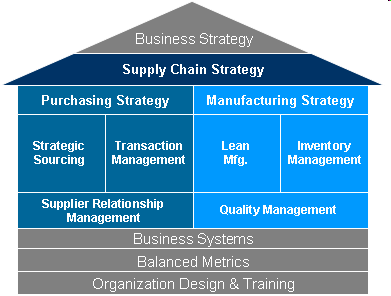 Business Strategy
Supply Chain Strategy
Purchasing Strategy
Manufacturing Strategy
Strategic
Sourcing
Transaction
Management
Lean
Mfg.
Inventory
Management
Supplier Relationship
Management
Quality Management
Business Systems
Balanced Metrics
Organization Design & Training